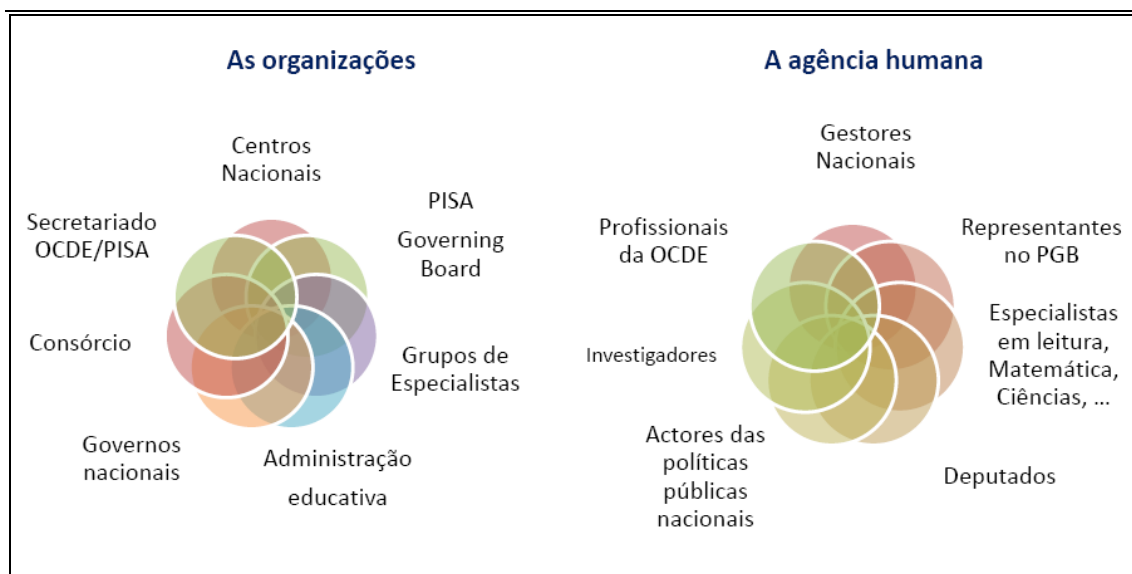 As organizações
Centros
Nacionais
PISA
Governing
Board
Grupos de
Especialistas
Administração
educativa
Governos
nacionais
Consórcio
Secretariado
OCDE/PISA
A agência humana
Gestores
Nacionais
Representantes
no PGB
Especialistas
em leitura,
Matemática,
Ciências, ...
Deputados
Actores das
políticas
públicas
nacionais
Investigadores
Profissionais
da OCDE